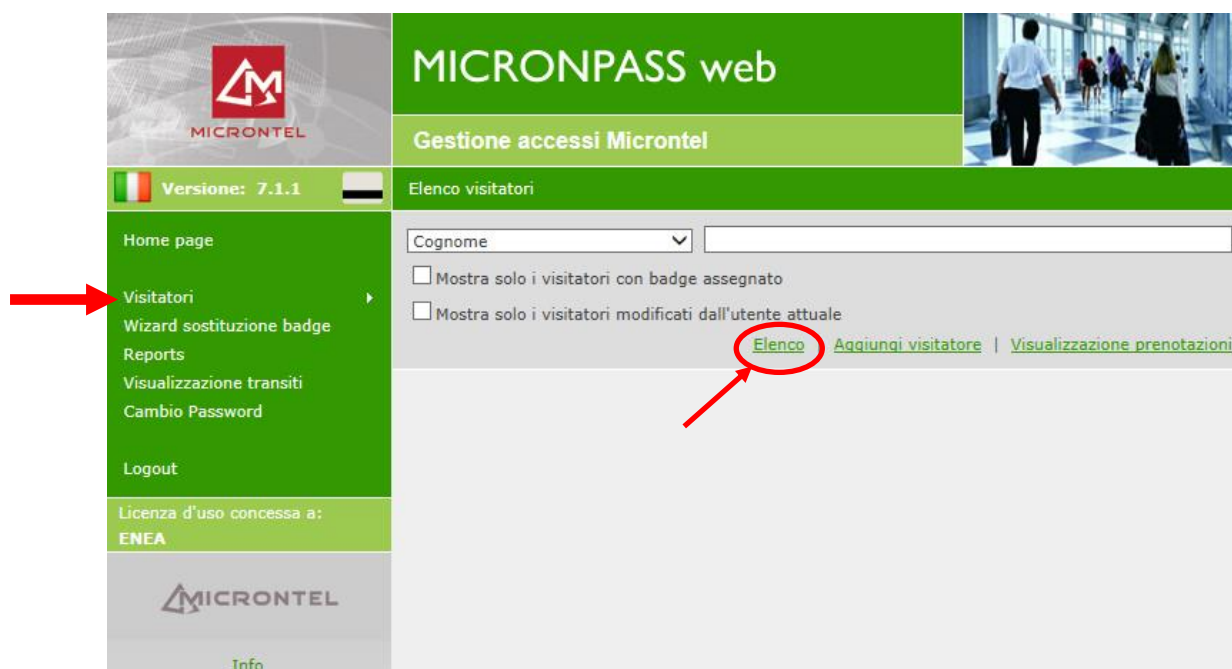 MICRONTEL
MICRONPASS web
Gestione accessi Microntel
Versione: 7.1.1
Elenco visitatori
Home page
Visitatori
Wizard sostituzione badge
Reports
Visualizzazione transiti
Cambio Password
Logout
Licenza d'uso concessa a:
ENEA
MICRONTEL
Info
Cognome
Mostra solo i visitatori con badge assegnato
Mostra solo i visitatori modificati dall'utente attuale
Elenco | Aggiungi visitatore | Visualizzazione prenotazioni